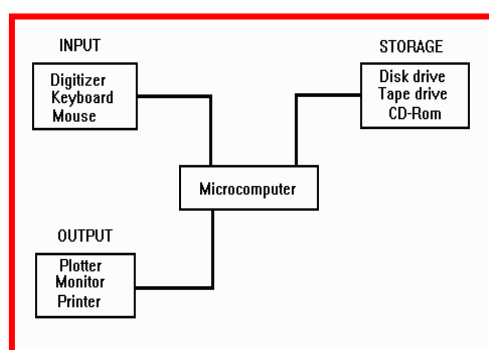 INPUT
Digitizer
Keyboard
Mouse
STORAGE
Disk drive
Tape drive
CD-Rom
Microcomputer
OUTPUT
Plotter
Monitor
Printer